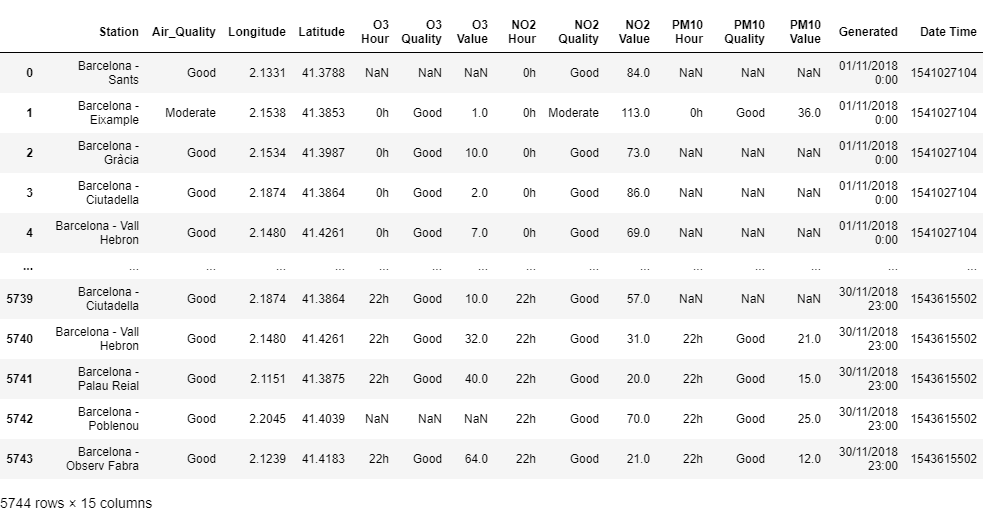 Station Air_Quality Longitude Latitude O3 Hour O3 Quality O3 Value NO2 Hour NO2 Quality NO2 Value PM10 Hour PM10 Quality PM10 Value Generated Date Time
0 Barcelona - Sants Good 2.1331 41.3788 NaN NaN NaN 0h Good 84.0 NaN NaN NaN 01/11/2018 0:00 1541027104
1 Barcelona - Eixample Moderate 2.1538 41.3853 0h Good 1.0 0h Moderate 113.0 0h Good 36.0 01/11/2018 0:00 1541027104
2 Barcelona - Gràcia Good 2.1534 41.3987 0h Good 10.0 0h Good 73.0 NaN NaN NaN 01/11/2018 0:00 1541027104
3 Barcelona - Ciutadella Good 2.1874 41.3864 0h Good 2.0 0h Good 86.0 NaN NaN NaN 01/11/2018 0:00 1541027104
4 Barcelona - Vall Hebron Good 2.1480 41.4261 0h Good 7.0 0h Good 69.0 NaN NaN NaN 01/11/2018 0:00 1541027104
... ... ... ... ... ... ... ... ... ... ... ... ... ... ... ...
5739 Barcelona - Ciutadella Good 2.1874 41.3864 22h Good 10.0 22h Good 57.0 NaN NaN NaN 30/11/2018 23:00 1543615502
5740 Barcelona - Vall Hebron Good 2.1480 41.4261 22h Good 32.0 22h Good 31.0 22h Good 21.0 30/11/2018 23:00 1543615502
5741 Barcelona - Palau Reial Good 2.1151 41.3875 22h Good 40.0 22h Good 20.0 22h Good 15.0 30/11/2018 23:00 1543615502
5742 Barcelona - Poblenou Good 2.2045 41.4039 NaN NaN NaN 22h Good 70.0 22h Good 25.0 30/11/2018 23:00 1543615502
5743 Barcelona - Observ Fabra Good 2.1239 41.4183 22h Good 64.0 22h Good 21.0 22h Good 12.0 30/11/2018 23:00 1543615502
5744 rows × 15 columns